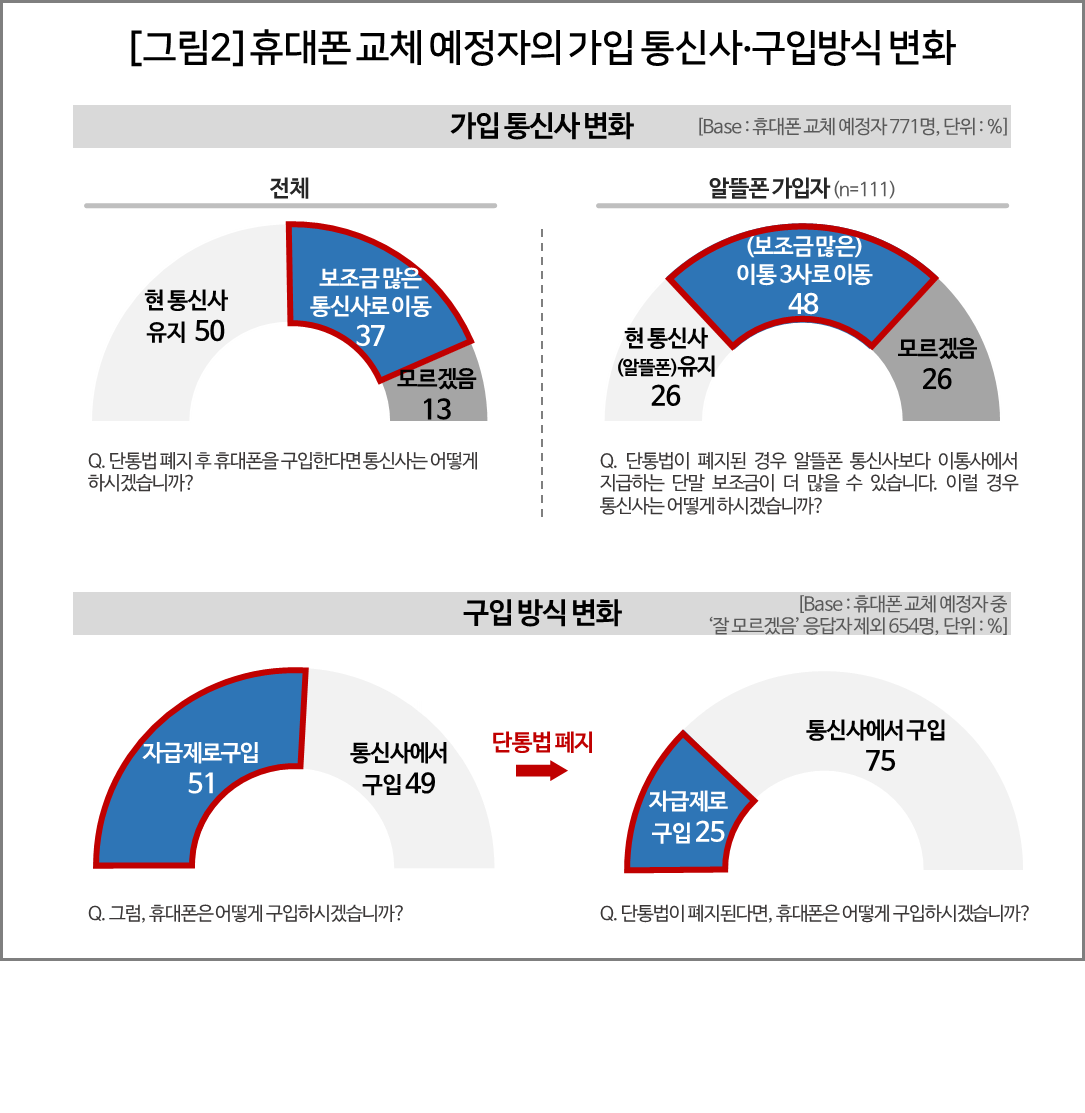 [그림2] 휴대폰 교체 예정자의 가입 통신사·구입방식 변화
가입 통신사 변화
[Base : 휴대폰 교체 예정자 771명, 단위 : %]
전체
현 통신사
유지 50
보조금 많은
통신사로 이동
37
모르겠음
13
Q. 단통법 폐지 후 휴대폰을 구입한다면 통신사는 어떻게
하시겠습니까?
알뜰폰 가입자 (n=111)
(보조금 많은)
이통 3사로 이동
48
현 통신사
(알뜰폰) 유지
26
모르겠음
26
Q. 단통법이 폐지된 경우 알뜰폰 통신사보다 이통사에서
지급하는 단말 보조금이 더 많을 수 있습니다. 이럴 경우
통신사는 어떻게 하시겠습니까?
구입 방식 변화
[Base : 휴대폰 교체 예정자 중
‘잘 모르겠음’ 응답자 제외 654명, 단위 : %]
자급제로구입
51
통신사에서
구입 49
Q. 그럼, 휴대폰은 어떻게 구입하시겠습니까?
단통법 폐지
자급제로
구입 25
통신사에서 구입
75
Q. 단통법이 폐지된다면, 휴대폰은 어떻게 구입하시겠습니까?